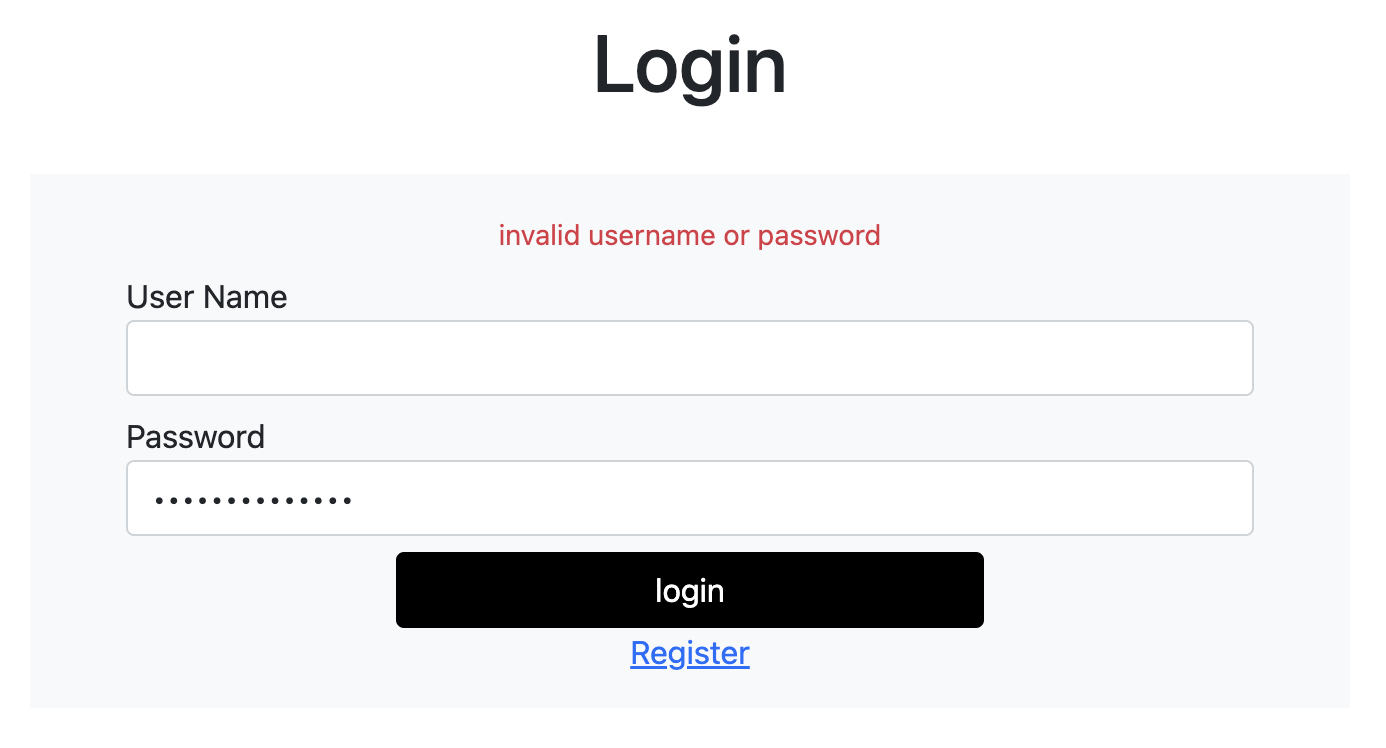 Login
invalid username or password
User Name
Password
••••••••••••••
login
Register